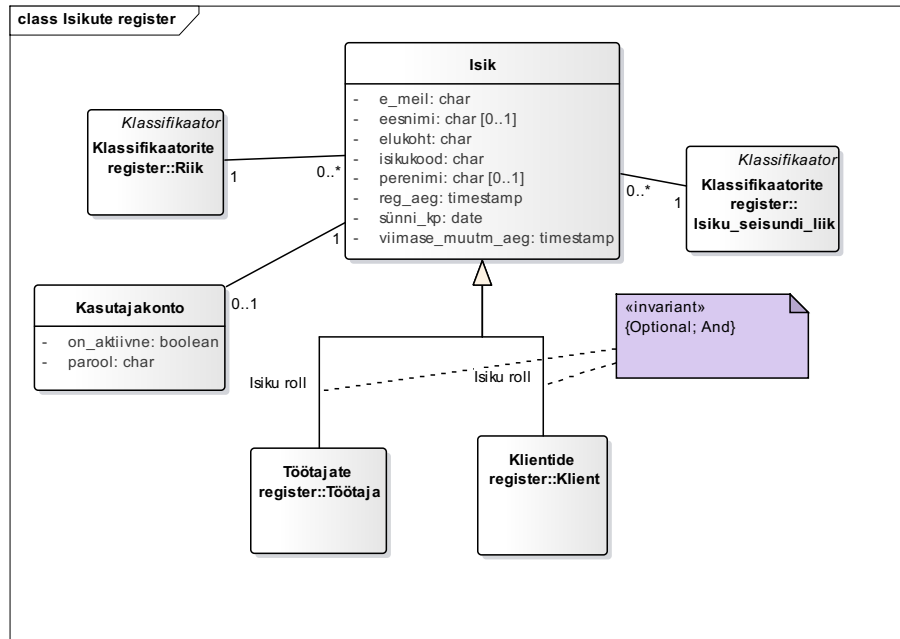 class Isikute register
Isik
- e_meil: char
- eesnimi: char [0..1]
- elukoht: char
- isikukood: char
- perenimi: char [0..1]
- reg_aeg: timestamp
- sünni_kp: date
- viimase_muutm_aeg: timestamp
Klassifikaator
Klassifikaatorite
register::Riik
1
0..*
Klassifikaator
Klassifikaatorite
register::
Isiku_seisundi_liik
0..*
1
1
0..1
Kasutajakonto
- on_aktiivne: boolean
- parool: char
«invariant»
{Optional; And}
Isiku roll
Isiku roll
Töötajate
register::Töötaja
Klientide
register::Klient